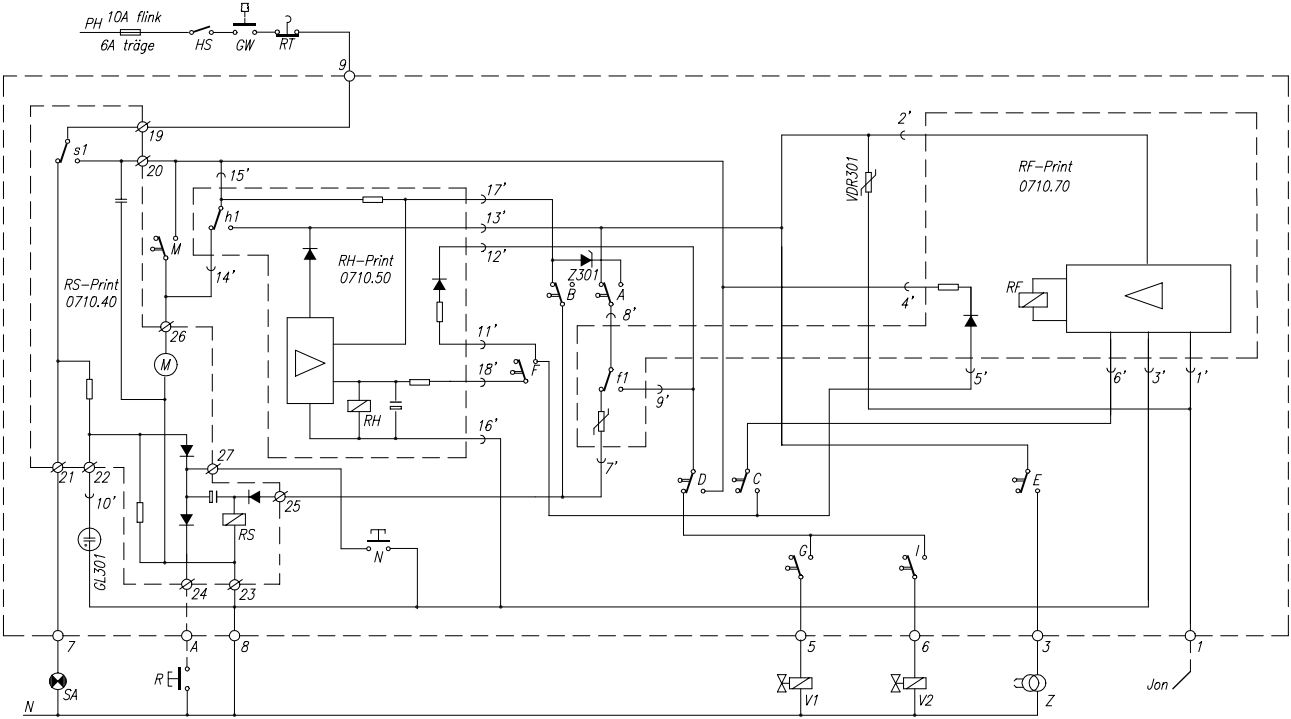 PH 10A flink
6A träge
HS
GW
RT
9
19
s1
20
15'
17'
2'
VDR301
RF-Print
0710.70
h1
13'
M
RH-Print
0710.50
12'
Z301
14'
RS-Print
0710.40
B
A
4'
RF
8'
26
11'
M
18'
F
f1
5'
6'
3'
1'
9'
RH
16'
27
7'
21
22
D
C
E
10'
25
RS
N
G
I
GL301
24
23
7
A
8
5
6
3
1
R
SA
V1
V2
Z
Jon
N